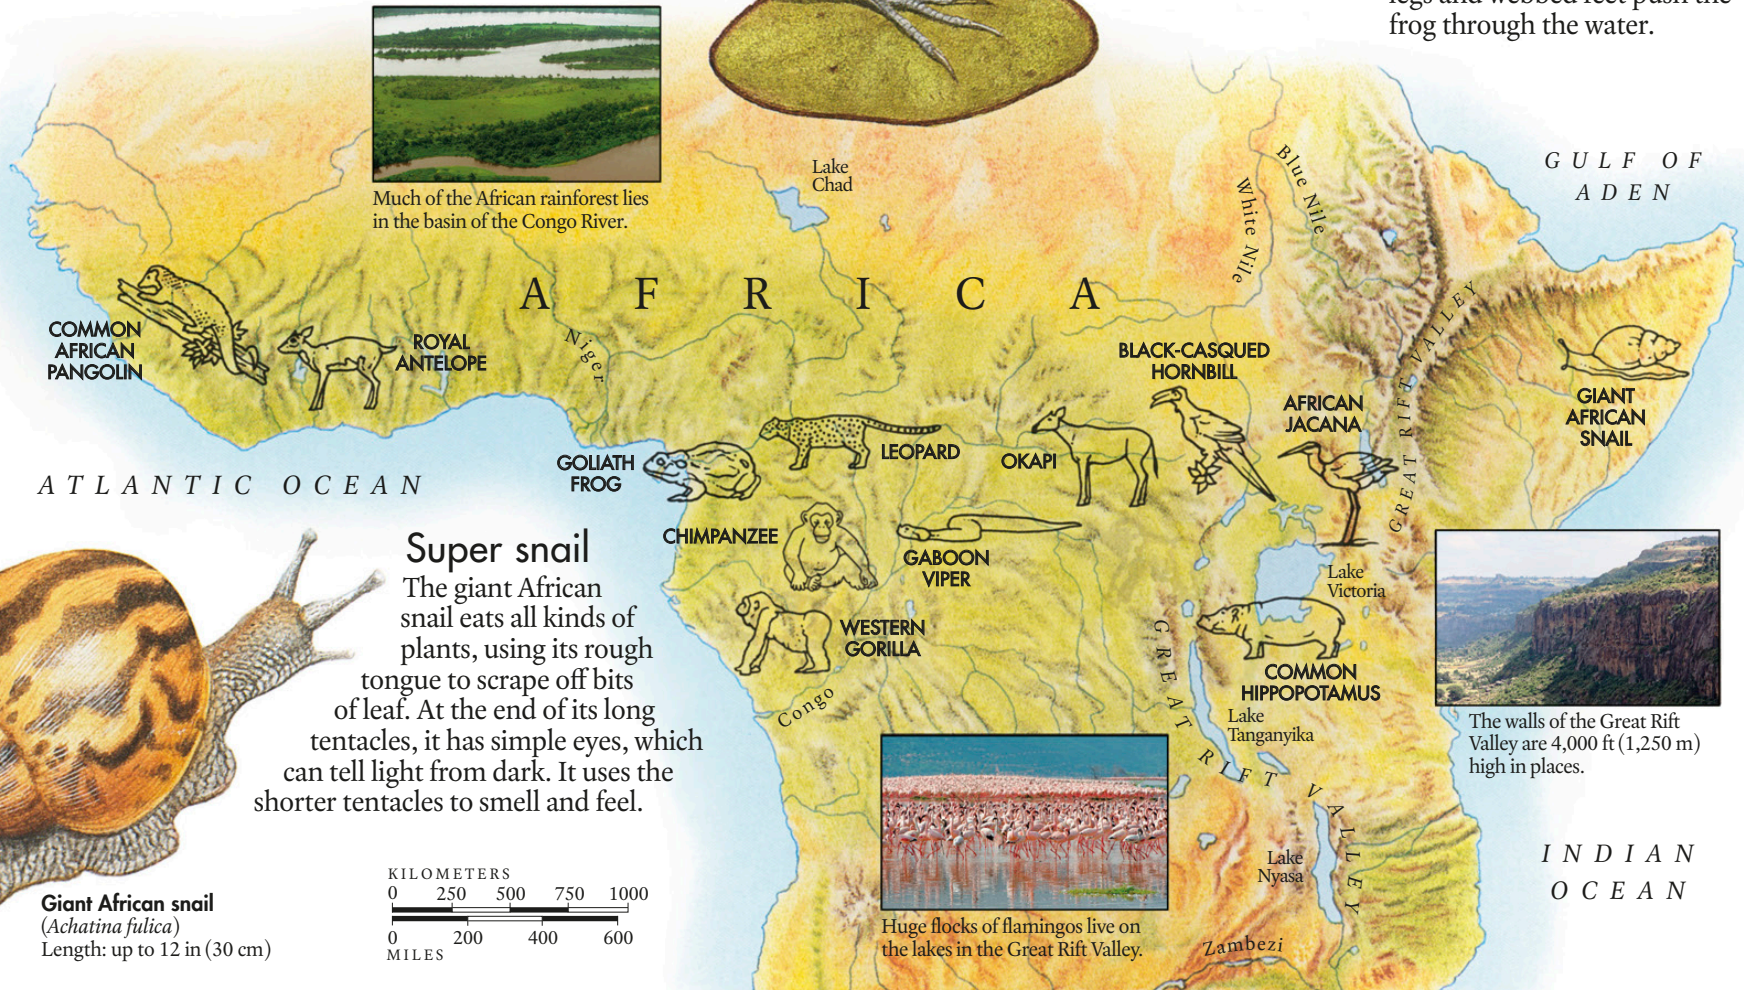 legs and webbed feet push the
frog through the water.
Much of the African rainforest lies
in the basin of the Congo River.
Lake
Chad
White Nile
Blue Nile
GULF OF
ADEN
AFRICA
COMMON
AFRICAN
PANGOLIN
ROYAL
ANTELOPE
Niger
BLACK-CASQUED
HORNBILL
GREAT RIFT VALLEY
AFRICAN
JACANA
GIANT
AFRICAN
SNAIL
GOLIATH
FROG
LEOPARD
OKAPI
ATLANTIC OCEAN
CHIMPANZEE
GABOON
VIPER
Lake
Victoria
WESTERN
GORILLA
COMMON
HIPPOPOTAMUS
Congo
Lake
Tanganyika
GREAT RIFT VALLEY
The walls of the Great Rift
Valley are 4,000 ft (1,250 m)
high in places.
Super snail
The giant African
snail eats all kinds of
plants, using its rough
tongue to scrape off bits
of leaf. At the end of its long
tentacles, it has simple eyes, which
can tell light from dark. It uses the
shorter tentacles to smell and feel.
Giant African snail
(Achatina fulica)
Length: up to 12 in (30 cm)
KILOMETERS
0 250 500 750 1000
0 200 400 600
MILES
Huge flocks of flamingos live on
the lakes in the Great Rift Valley.
Lake
Nyasa
Zambezi
INDIAN
OCEAN